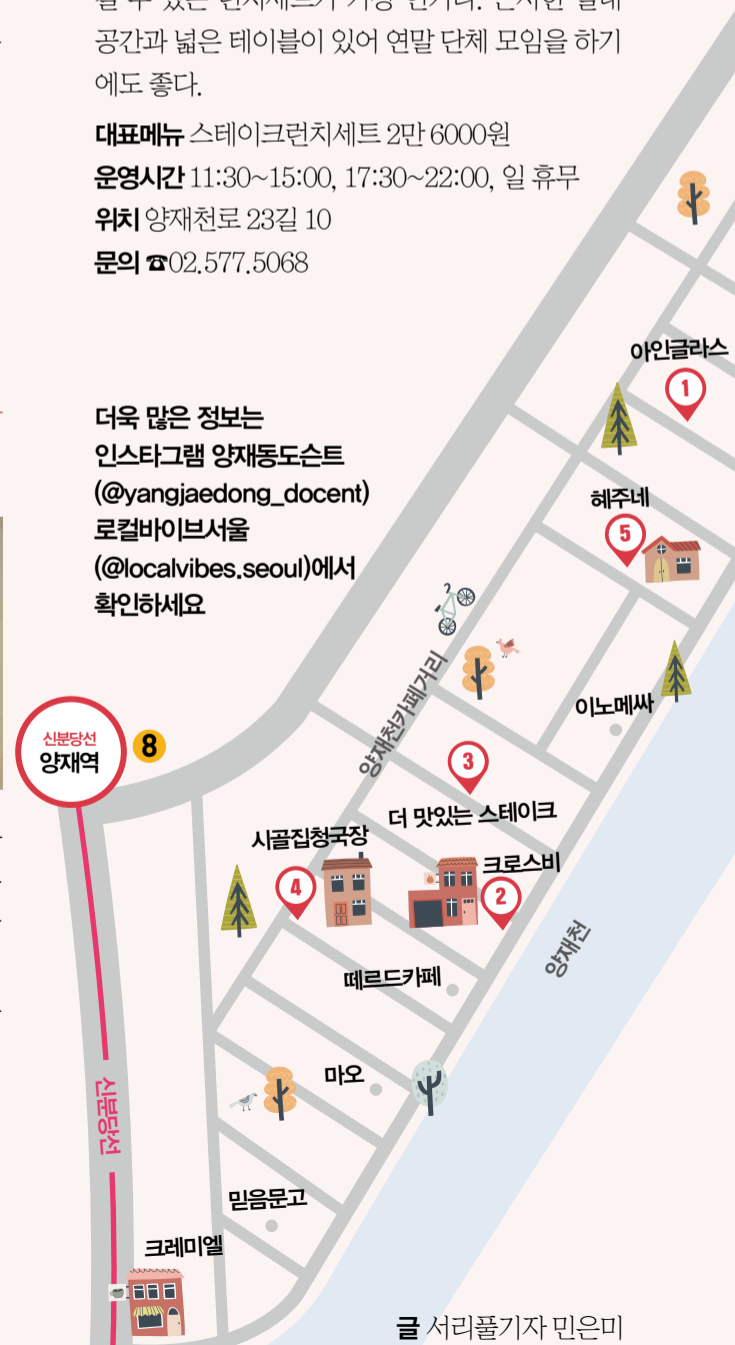 공간과 넓은 테이블이 있어 연말 단체 모임을 하기
에도 좋다.
대표메뉴 스테이크런치세트 2만 6000원
운영시간 11:30~15:00, 17:30~22:00, 일 휴무
위치 양재천로 23길 10
문의 ☎02.577.5068
더욱 많은 정보는
인스타그램 양재동도슨트
(@yangjaedong_docent)
로컬바이브서울
(@localvibes.seoul)에서
확인하세요
아인글라스
1
혜주네
5
양재천카페거리
이노메싸
신분당선
양재역
8
3
더 맛있는 스테이크
시골집청국장
4
크로스비
2
양재천
떼르드카페
마오
신분당선
믿음문고
크레미엘
글 서리풀기자 민은미